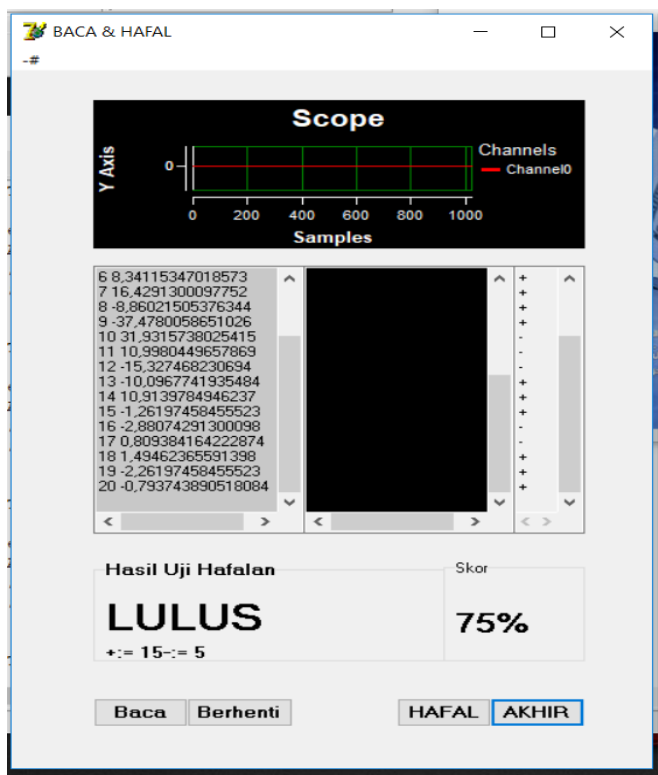 BACA & HAFAL
-#
Scope
Y Axis
0
0 200 400 600 800 1000
Samples
Channels
Channel0
6 8,34115347018573
7 16,4291300097752
8 -8,86021505376344
9 -37,4780058651026
10 31,9315738025415
11 10,9980449657869
12 -15,327468230694
13 -10,0967741935484
14 10,9139784946237
15 -1,26197458455523
16 -2,88074291300098
17 0,809384164222874
18 1,49462365591398
19 -2,26197458455523
20 -0,793743890518084
+
+
+
+
-
-
-
+
+
+
-
-
+
+
+
Hasil Uji Hafalan
LULUS
+:= 15-:= 5
Skor
75%
Baca Berhenti HAFAL AKHIR